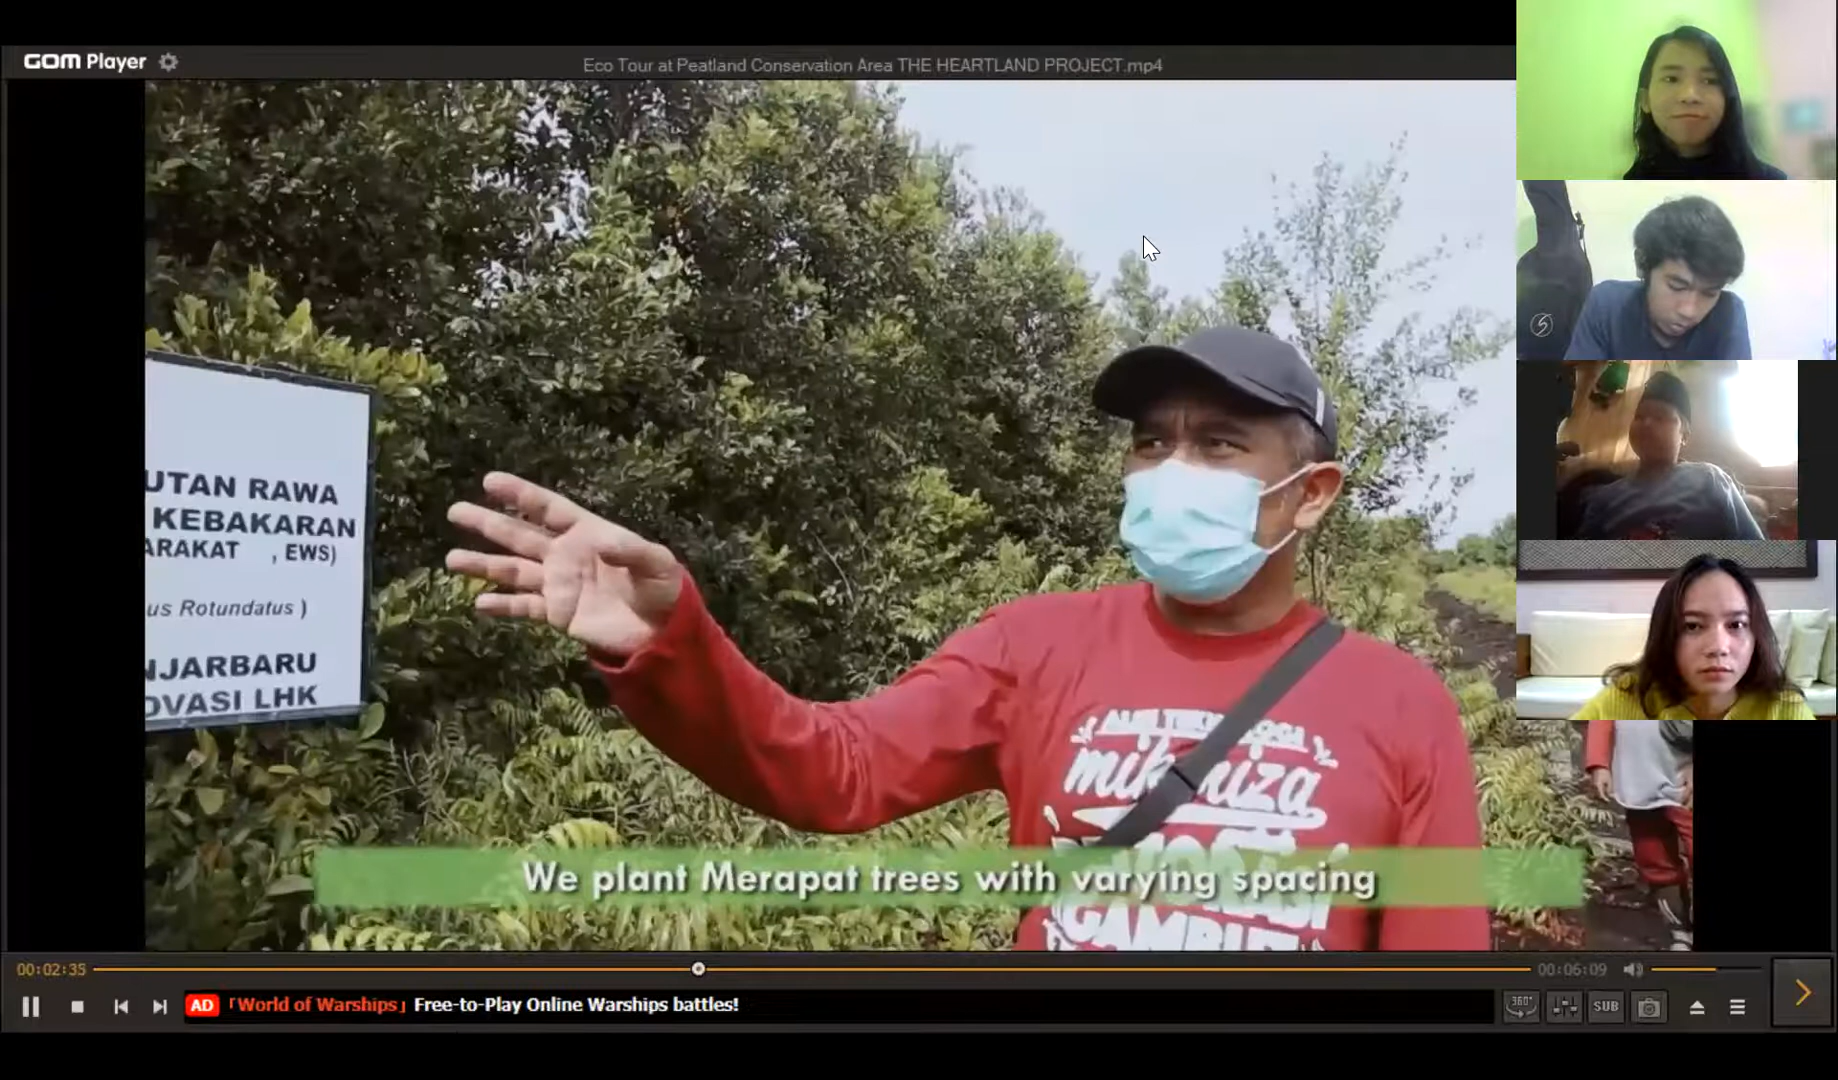 GOM Player
Eco Tour at Peatland Conservation Area THE HEARTLAND PROJECT.mp4
UTAN RAWA
KEBAKARAN
ARAKAT , EWS)
us Rotundatus )
NJARBARU
OVASI LHK
mikoriza
GAMBUT
We plant Merapat trees with varying spacing
00:02:35
00:06:09
AD 「World of Warships」 Free-to-Play Online Warships battles!
360°
SUB